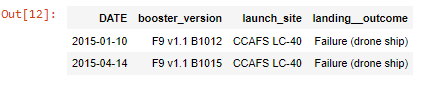 Out[12]:
DATE booster_version launch_site landing__outcome
2015-01-10 F9 v1.1 B1012 CCAFS LC-40 Failure (drone ship)
2015-04-14 F9 v1.1 B1015 CCAFS LC-40 Failure (drone ship)